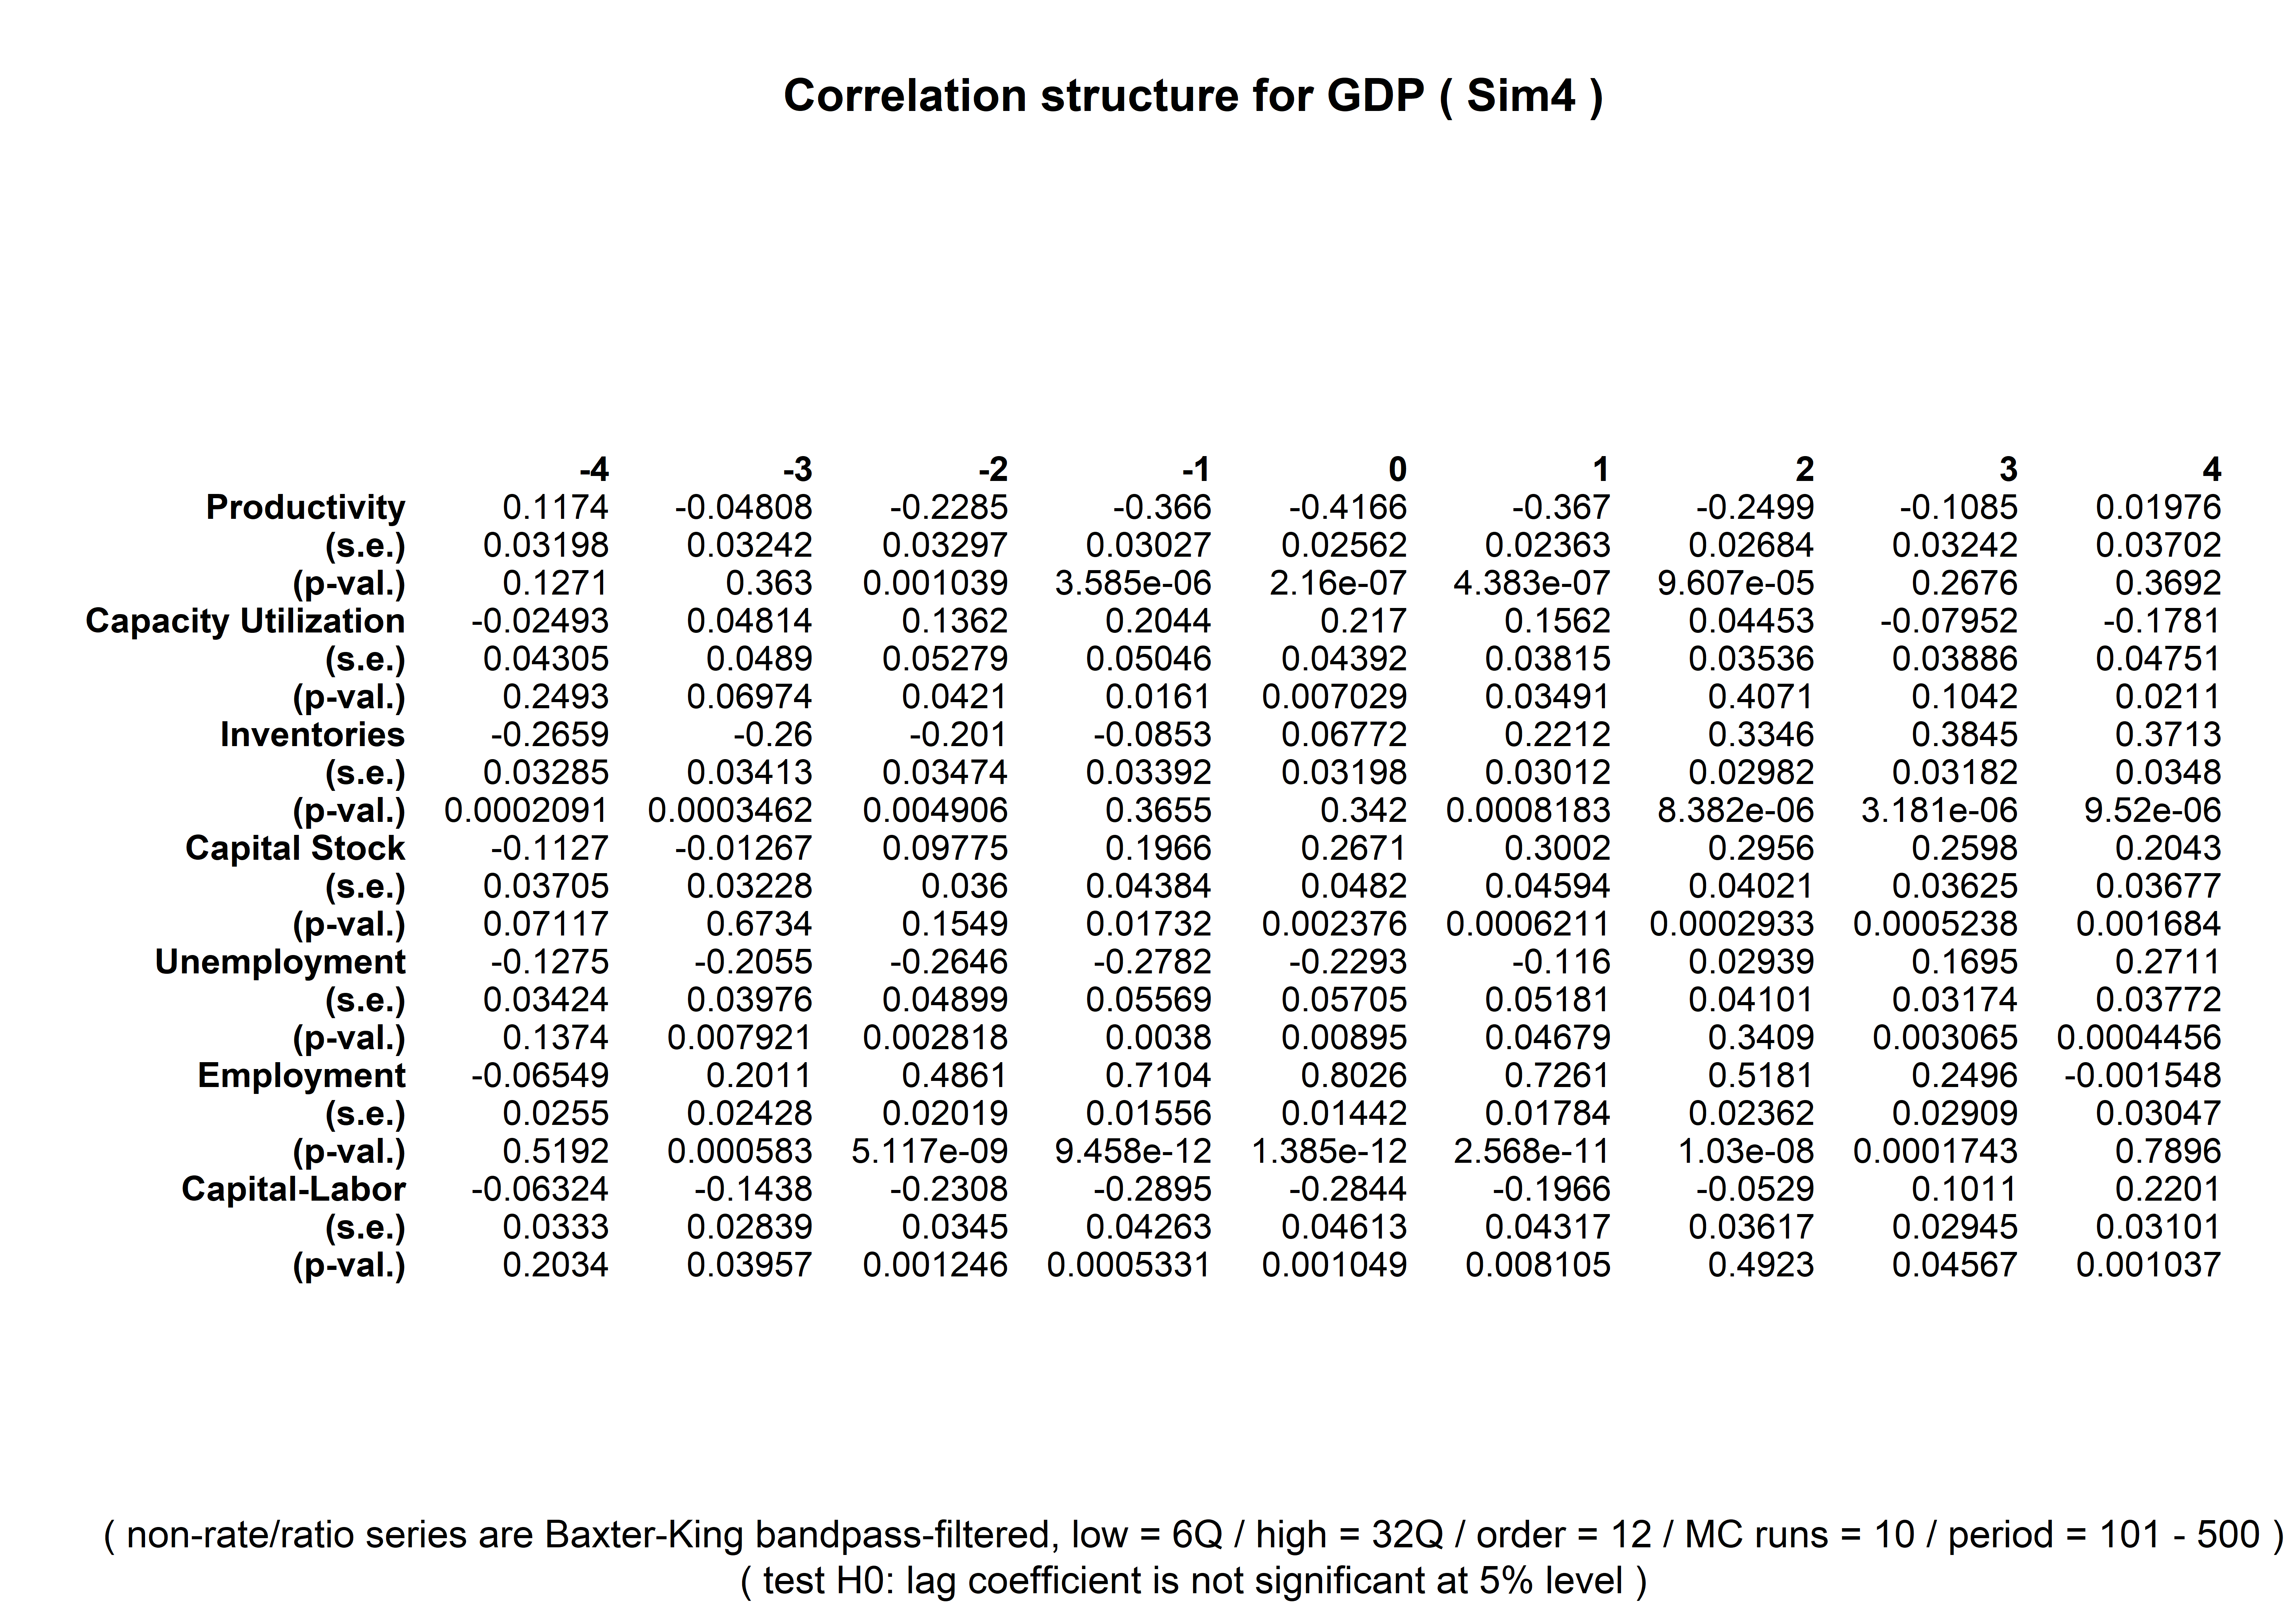 Correlation structure for GDP ( Sim4 )
-4 -3 -2 -1 0 1 2 3 4
Productivity 0.1174 -0.04808 -0.2285 -0.366 -0.4166 -0.367 -0.2499 -0.1085 0.01976
(s.e.) 0.03198 0.03242 0.03297 0.03027 0.02562 0.02363 0.02684 0.03242 0.03702
(p-val.) 0.1271 0.363 0.001039 3.585e-06 2.16e-07 4.383e-07 9.607e-05 0.2676 0.3692
Capacity Utilization -0.02493 0.04814 0.1362 0.2044 0.217 0.1562 0.04453 -0.07952 -0.1781
(s.e.) 0.04305 0.0489 0.05279 0.05046 0.04392 0.03815 0.03536 0.03886 0.04751
(p-val.) 0.2493 0.06974 0.0421 0.0161 0.007029 0.03491 0.4071 0.1042 0.0211
Inventories -0.2659 -0.26 -0.201 -0.0853 0.06772 0.2212 0.3346 0.3845 0.3713
(s.e.) 0.03285 0.03413 0.03474 0.03392 0.03198 0.03012 0.02982 0.03182 0.0348
(p-val.) 0.0002091 0.0003462 0.004906 0.3655 0.342 0.0008183 8.382e-06 3.181e-06 9.52e-06
Capital Stock -0.1127 -0.01267 0.09775 0.1966 0.2671 0.3002 0.2956 0.2598 0.2043
(s.e.) 0.03705 0.03228 0.036 0.04384 0.0482 0.04594 0.04021 0.03625 0.03677
(p-val.) 0.07117 0.6734 0.1549 0.01732 0.002376 0.0006211 0.0002933 0.0005238 0.001684
Unemployment -0.1275 -0.2055 -0.2646 -0.2782 -0.2293 -0.116 0.02939 0.1695 0.2711
(s.e.) 0.03424 0.03976 0.04899 0.05569 0.05705 0.05181 0.04101 0.03174 0.03772
(p-val.) 0.1374 0.007921 0.002818 0.0038 0.00895 0.04679 0.3409 0.003065 0.0004456
Employment -0.06549 0.2011 0.4861 0.7104 0.8026 0.7261 0.5181 0.2496 -0.001548
(s.e.) 0.0255 0.02428 0.02019 0.01556 0.01442 0.01784 0.02362 0.02909 0.03047
(p-val.) 0.5192 0.000583 5.117e-09 9.458e-12 1.385e-12 2.568e-11 1.03e-08 0.0001743 0.7896
Capital-Labor -0.06324 -0.1438 -0.2308 -0.2895 -0.2844 -0.1966 -0.0529 0.1011 0.2201
(s.e.) 0.0333 0.02839 0.0345 0.04263 0.04613 0.04317 0.03617 0.02945 0.03101
(p-val.) 0.2034 0.03957 0.001246 0.0005331 0.001049 0.008105 0.4923 0.04567 0.001037
( non-rate/ratio series are Baxter-King bandpass-filtered, low = 6Q / high = 32Q / order = 12 / MC runs = 10 / period = 101 - 500 )
( test H0: lag coefficient is not significant at 5% level )